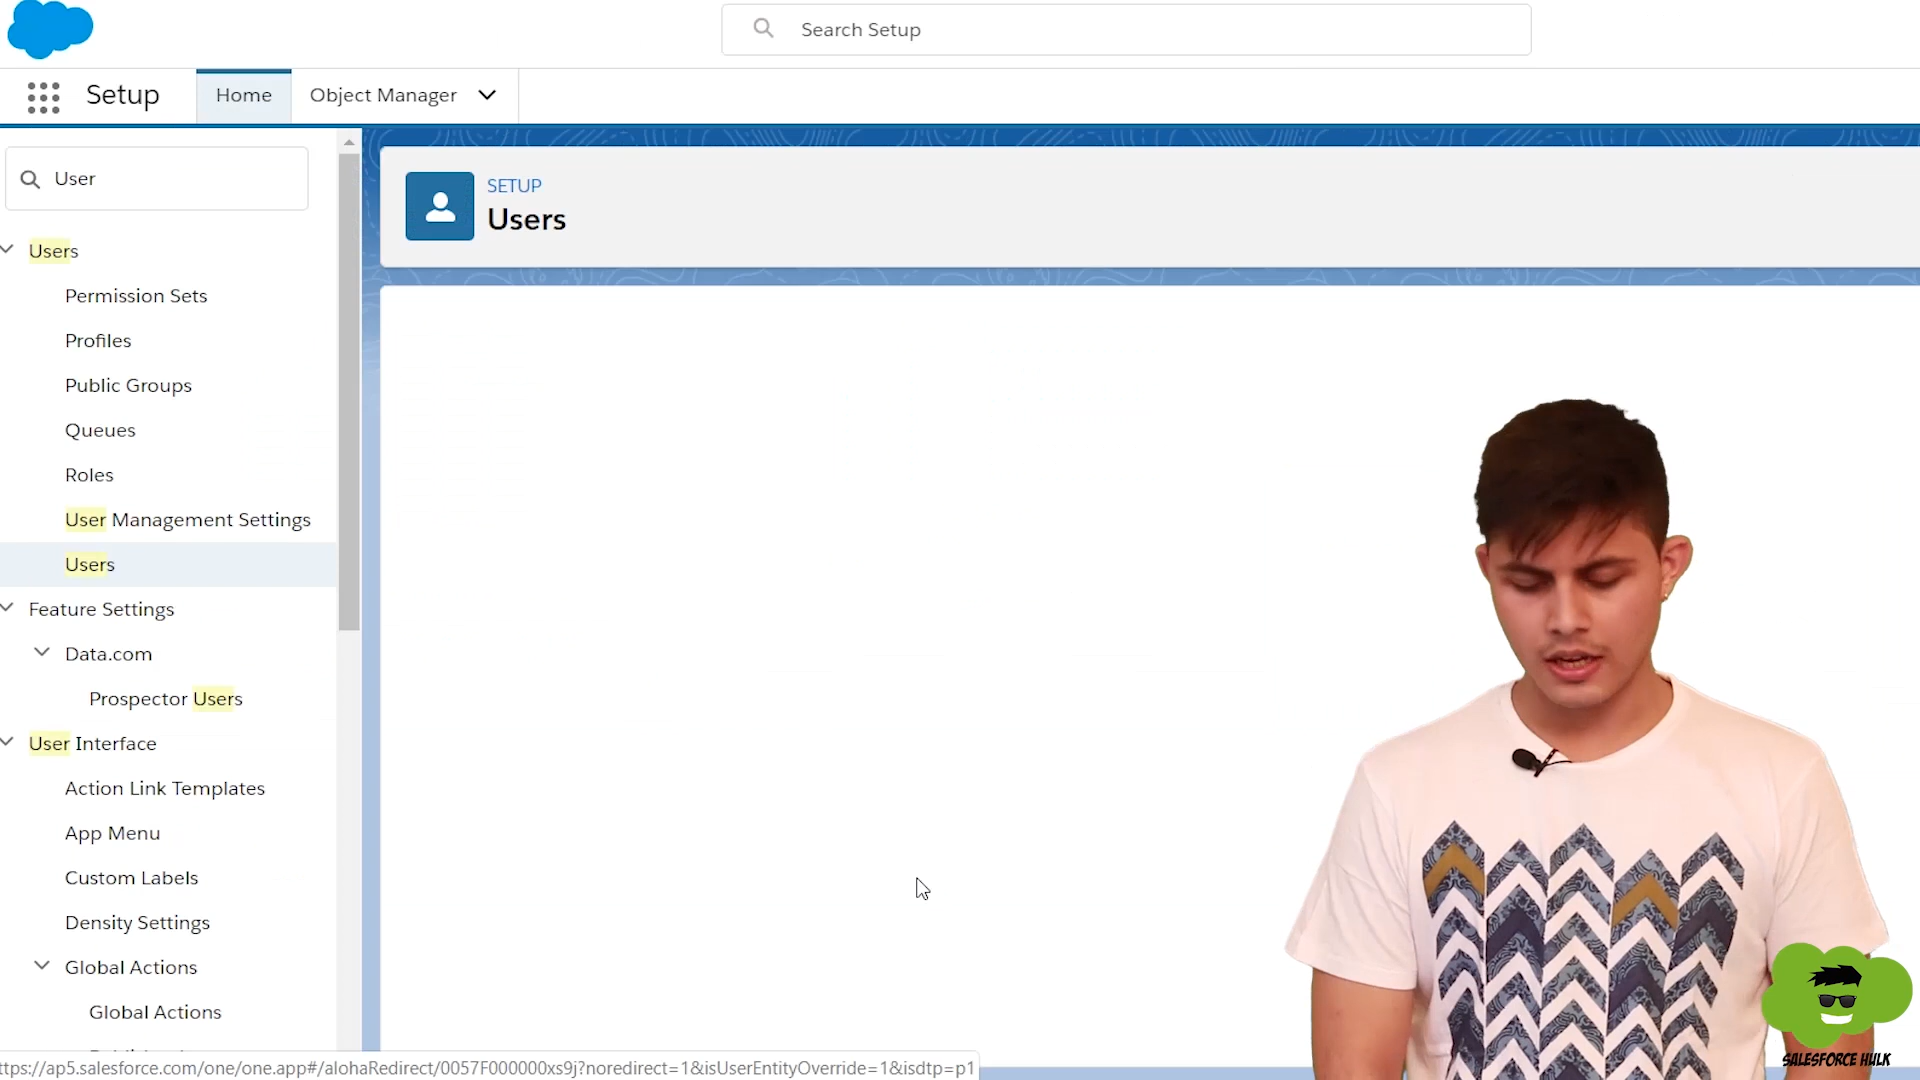 Search Setup
Setup
Home
Object Manager
User
SETUP
Users
Users
Permission Sets
Profiles
Public Groups
Queues
Roles
User Management Settings
Users
Feature Settings
Data.com
Prospector Users
User Interface
Action Link Templates
App Menu
Custom Labels
Density Settings
Global Actions
Global Actions
ttps://ap5.salesforce.com/one/one.app#/alohaRedirect/0057F000000xs9j?noredirect=1&isUserEntityOverride=1&isdtp=p1
SALESFORCE HULK